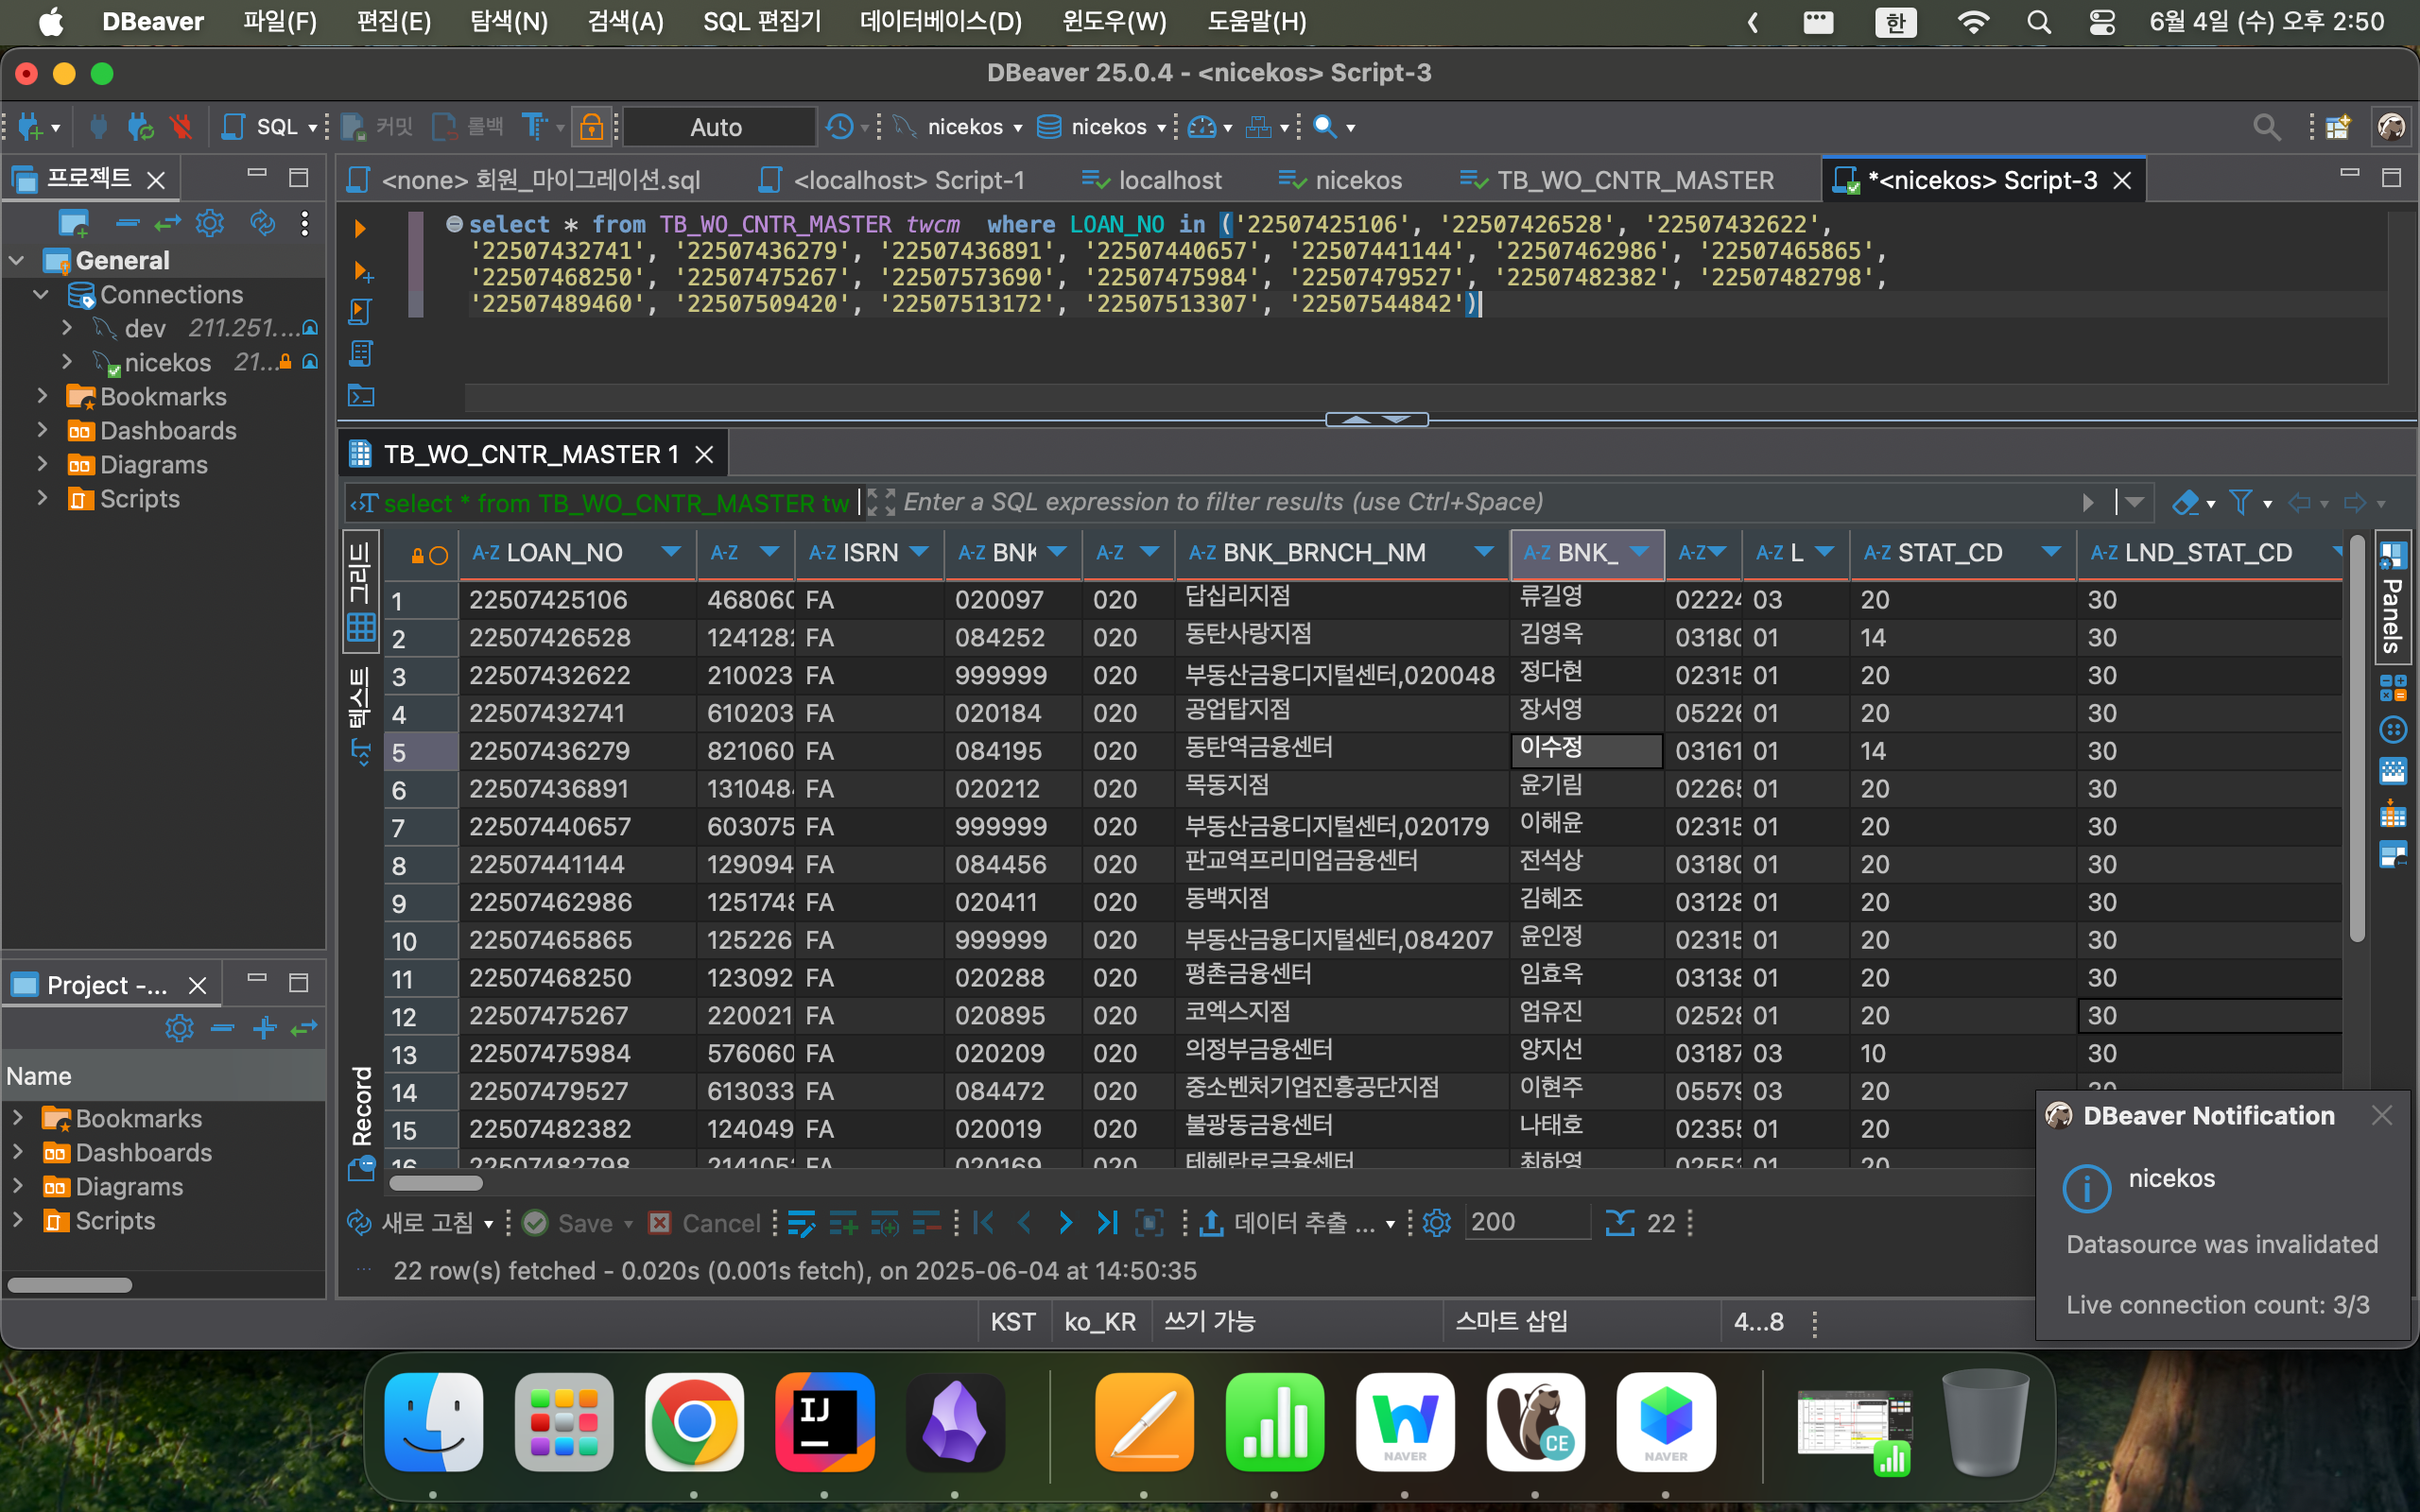 DBeaver 파일(F) 편집(E) 탐색(N) 검색(A) SQL 편집기 데이터베이스(D) 윈도우(W) 도움말(H) 한 6월 4일 (수) 오후 2:50
DBeaver 25.0.4 - <nicekos> Script-3
SQL 커밋 롤백 Auto nicekos nicekos
프로젝트
<none> 회원_마이그레이션.sql <localhost> Script-1 localhost nicekos TB_WO_CNTR_MASTER *<nicekos> Script-3
select * from TB_WO_CNTR_MASTER twcm where LOAN_NO in ('22507425106', '22507426528', '22507432622',
'22507432741', '22507436279', '22507436891', '22507440657', '22507441144', '22507462986', '22507465865',
'22507468250', '22507475267', '22507573690', '22507475984', '22507479527', '22507482382', '22507482798',
'22507489460', '22507509420', '22507513172', '22507513307', '22507544842')
General
Connections
dev 211.251....
nicekos 21...
Bookmarks
Dashboards
Diagrams
Scripts
TB_WO_CNTR_MASTER 1
select * from TB_WO_CNTR_MASTER tw Enter a SQL expression to filter results (use Ctrl+Space)
그리드
텍스트
Record
Panels
A-Z LOAN_NO A-Z A-Z ISRN A-Z BNK A-Z A-Z BNK_BRNCH_NM A-Z BNK_ A-Z A-Z L A-Z STAT_CD A-Z LND_STAT_CD
1 22507425106 468060 FA 020097 020 답십리지점 류길영 02224 03 20 30
2 22507426528 124128 FA 084252 020 동탄사랑지점 김영옥 03180 01 14 30
3 22507432622 210023 FA 999999 020 부동산금융디지털센터,020048 정다현 02315 01 20 30
4 22507432741 610203 FA 020184 020 공업탑지점 장서영 05226 01 20 30
5 22507436279 821060 FA 084195 020 동탄역금융센터 이수정 03161 01 14 30
6 22507436891 131048 FA 020212 020 목동지점 윤기림 02265 01 20 30
7 22507440657 603075 FA 999999 020 부동산금융디지털센터,020179 이해윤 02315 01 20 30
8 22507441144 129094 FA 084456 020 판교역프리미엄금융센터 전석상 03180 01 20 30
9 22507462986 125174 FA 020411 020 동백지점 김혜조 03128 01 20 30
10 22507465865 125226 FA 999999 020 부동산금융디지털센터,084207 윤인정 02315 01 20 30
11 22507468250 123092 FA 020288 020 평촌금융센터 임효옥 03138 01 20 30
12 22507475267 220021 FA 020895 020 코엑스지점 엄유진 02528 01 20 30
13 22507475984 576060 FA 020209 020 의정부금융센터 양지선 03187 03 10 30
14 22507479527 613033 FA 084472 020 중소벤처기업진흥공단지점 이현주 05579 03 20
15 22507482382 124049 FA 020019 020 불광동금융센터 나태호 02355 01 20
16 22507482798 FA 020169 020 테헤란로금융센터 최하영 01 20
Project -...
Name
Bookmarks
Dashboards
Diagrams
Scripts
새로 고침 Save Cancel 데이터 추출 ... 200 22
22 row(s) fetched - 0.020s (0.001s fetch), on 2025-06-04 at 14:50:35
DBeaver Notification
nicekos
Datasource was invalidated
Live connection count: 3/3
KST ko_KR 쓰기 가능 스마트 삽입 4...8
IJ
NAVER
CE
NAVER